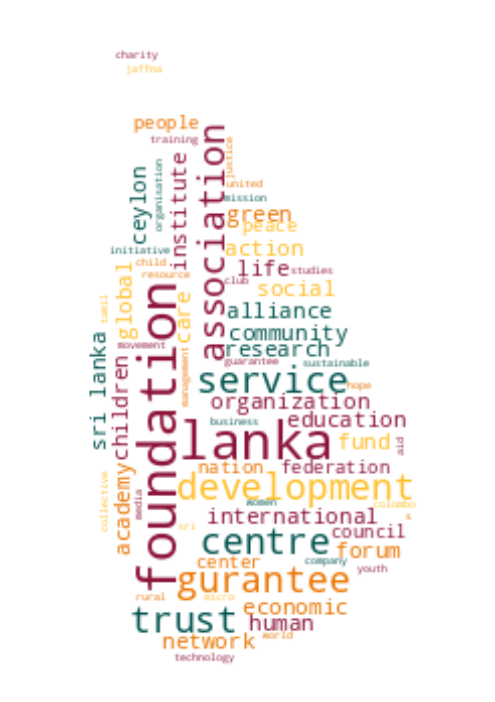 charity
jaffna
people
training
association
justice
institute
organisation
ceylon
united
mission
green
peace
action
initiative
child
resource
life
studies
club
social
global
tamil
care
foundation
alliance
community
research
movement
guarantee
sustainable
management
children
sri lanka
service
hope
organization
education
business
lanka
fund
aid
nation
federation
development
academy
collective
media
women
colombo
international
a
sri
council
centre
forum
center
company
youth
gurantee
rural
micro
economic
trust
human
network
world
technology